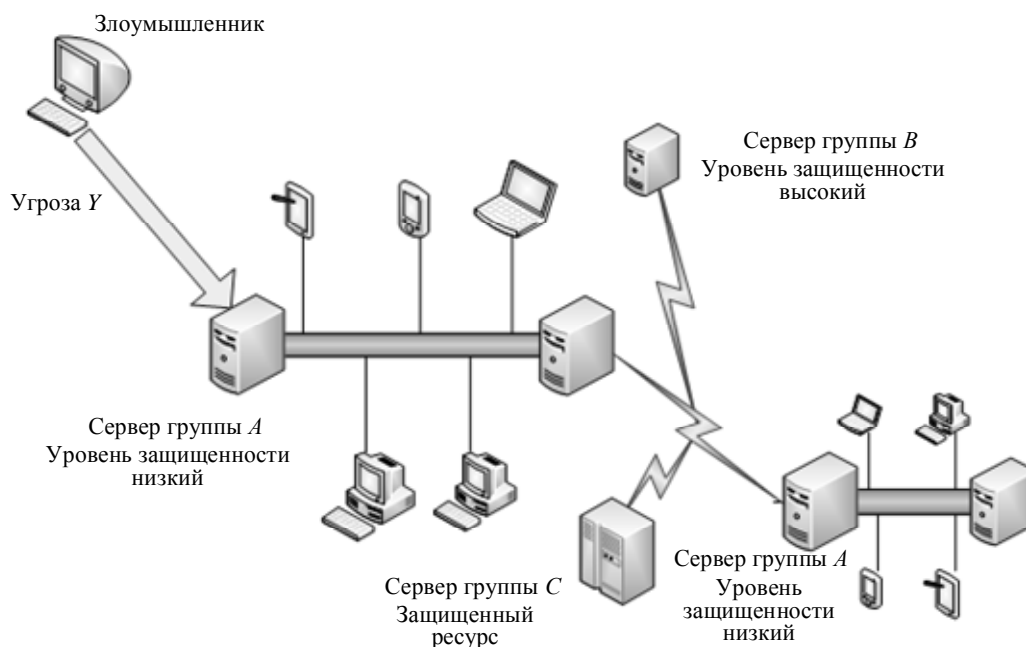 Злоумышленник
Угроза Y
Сервер группы B
Уровень защищенности
высокий
Сервер группы A
Уровень защищенности
низкий
Сервер группы C
Защищенный
ресурс
Сервер группы A
Уровень
защищенности
низкий